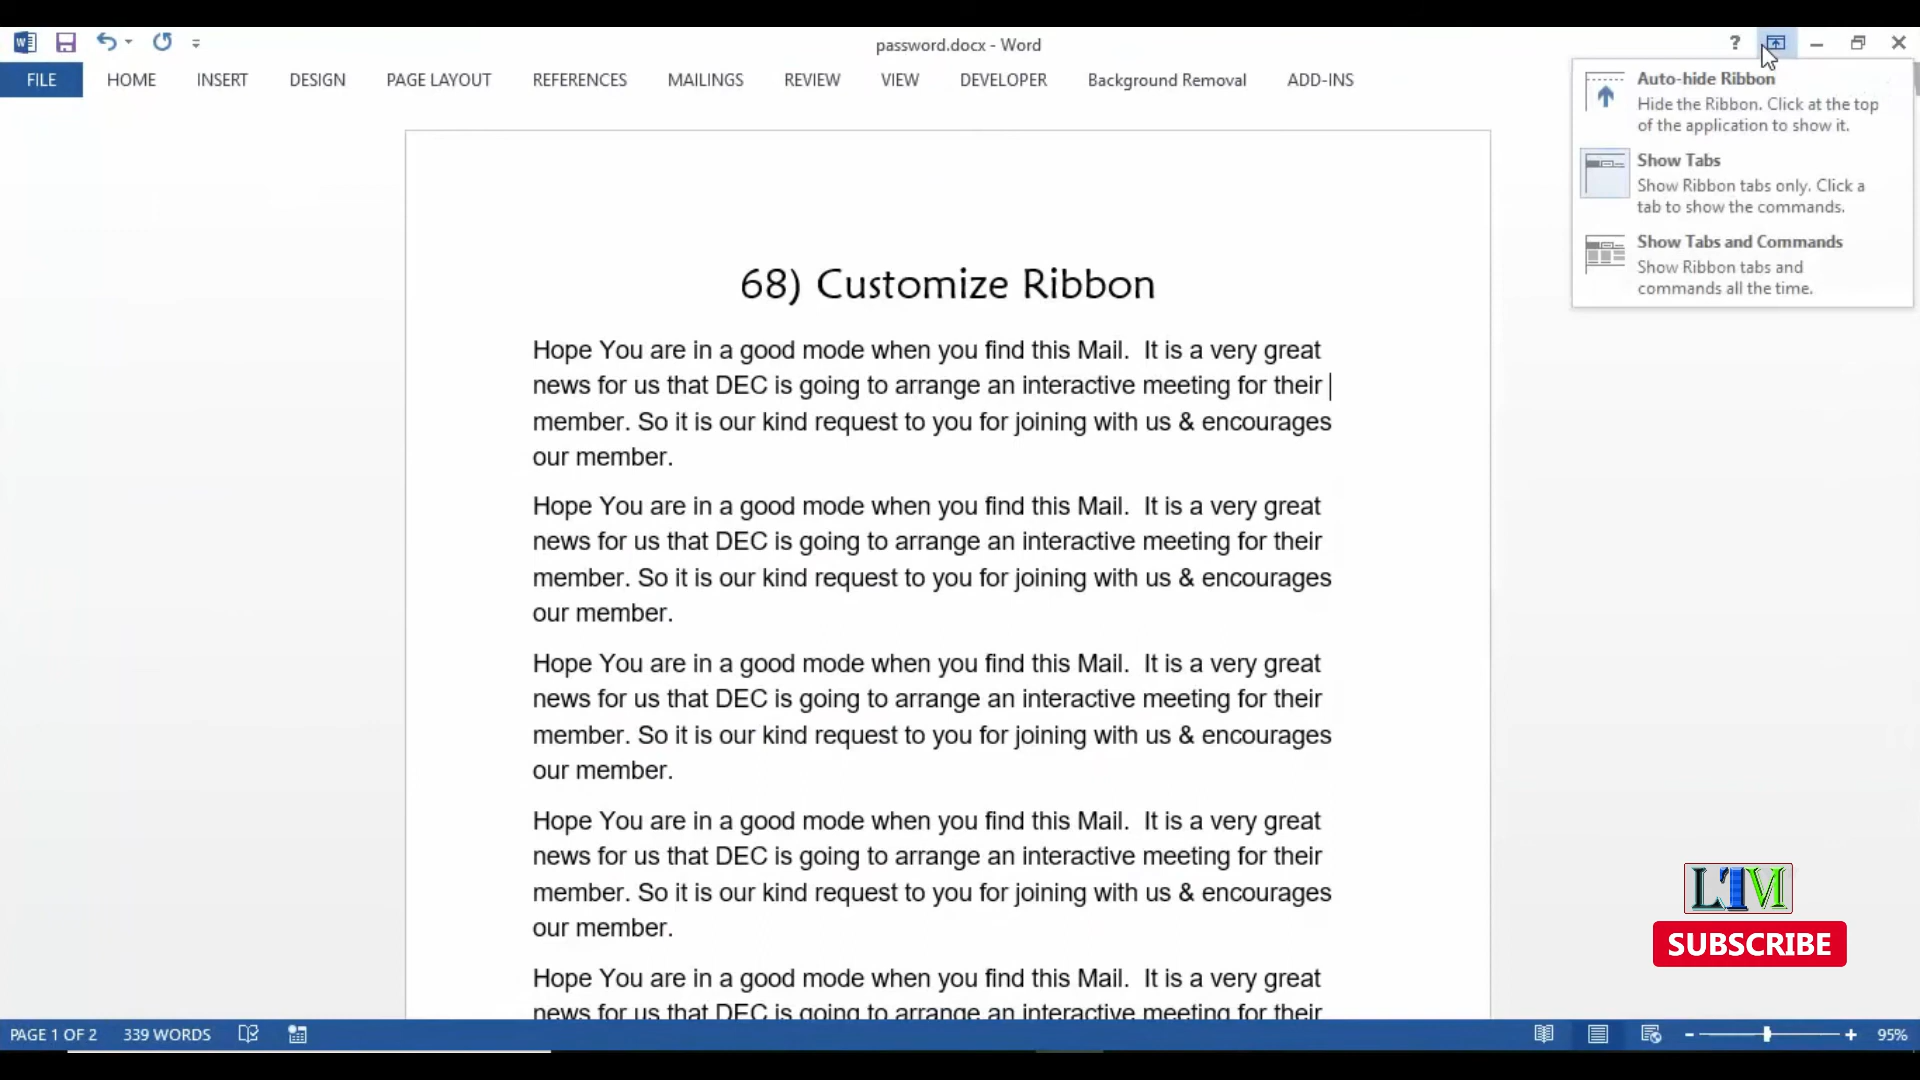 password.docx - Word
?
FILE HOME INSERT DESIGN PAGE LAYOUT REFERENCES MAILINGS REVIEW VIEW DEVELOPER Background Removal ADD-INS
Auto-hide Ribbon
Hide the Ribbon. Click at the top
of the application to show it.
Show Tabs
Show Ribbon tabs only. Click a
tab to show the commands.
Show Tabs and Commands
Show Ribbon tabs and
commands all the time.
68) Customize Ribbon
Hope You are in a good mode when you find this Mail.  It is a very great
news for us that DEC is going to arrange an interactive meeting for their
member. So it is our kind request to you for joining with us & encourages
our member.
Hope You are in a good mode when you find this Mail.  It is a very great
news for us that DEC is going to arrange an interactive meeting for their
member. So it is our kind request to you for joining with us & encourages
our member.
Hope You are in a good mode when you find this Mail.  It is a very great
news for us that DEC is going to arrange an interactive meeting for their
member. So it is our kind request to you for joining with us & encourages
our member.
Hope You are in a good mode when you find this Mail.  It is a very great
news for us that DEC is going to arrange an interactive meeting for their
member. So it is our kind request to you for joining with us & encourages
our member.
Hope You are in a good mode when you find this Mail.  It is a very great
news for us that DEC is going to arrange an interactive meeting for their
LTM
SUBSCRIBE
PAGE 1 OF 2 339 WORDS 95%